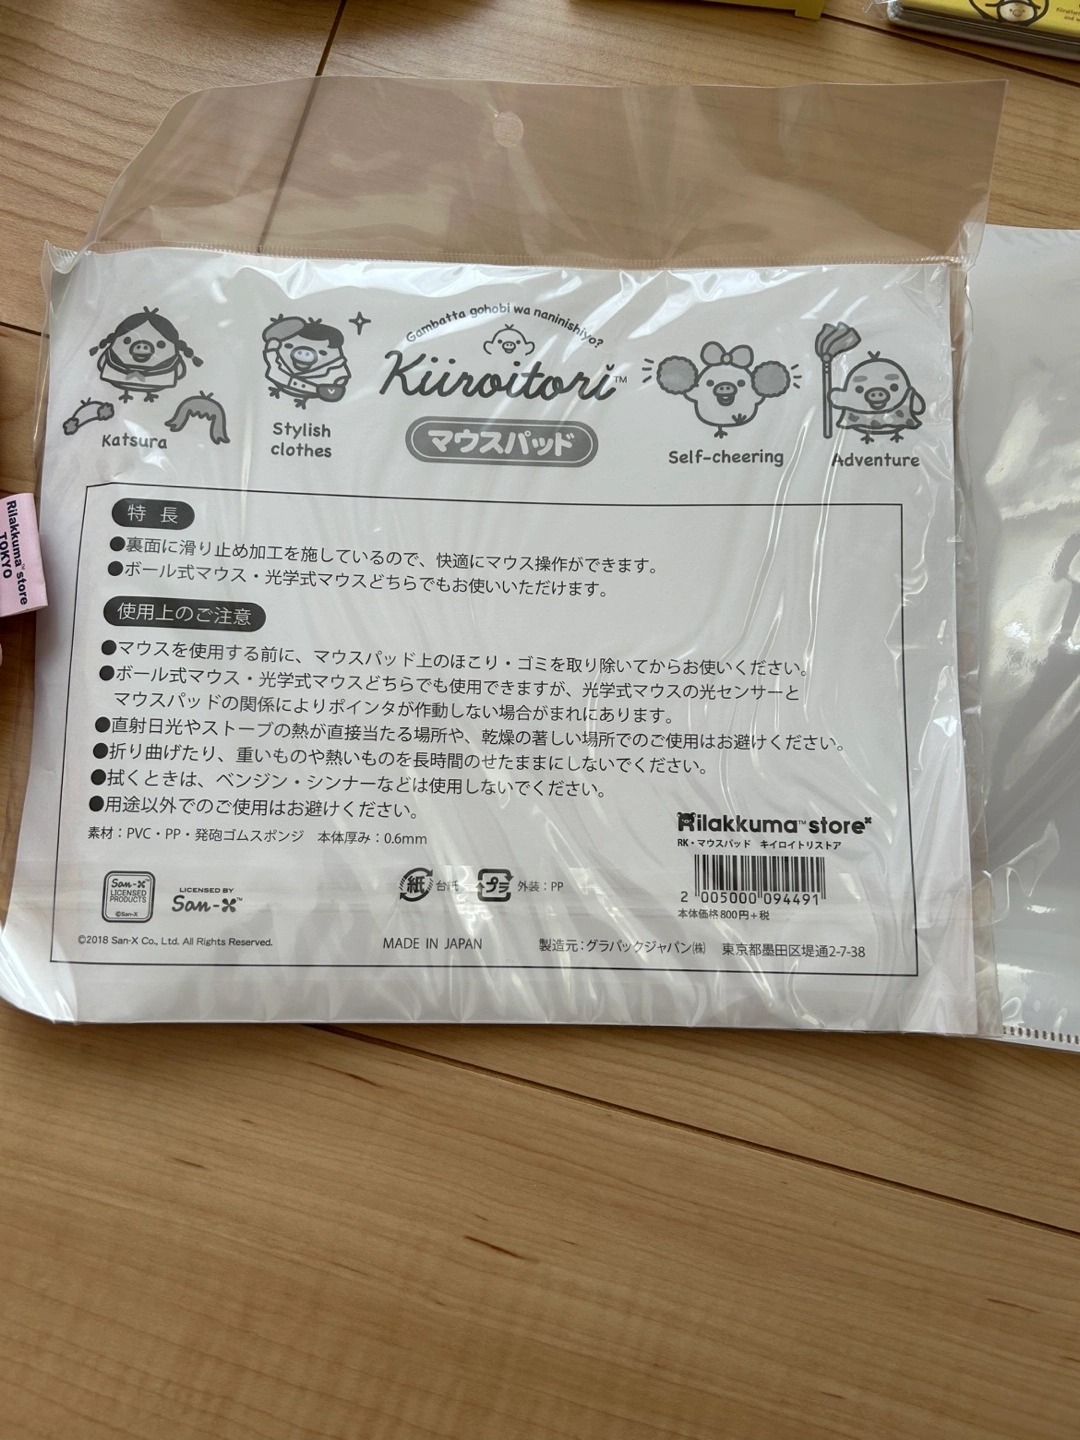 Gambatta gohobi wa naninishiyo?
Kiiroitori™
マウスパッド
Katsura
Stylish
clothes
Self-cheering
Adventure
特 長
●裏面に滑り止め加工を施しているので、快適にマウス操作ができます。
●ボール式マウス・光学式マウスどちらでもお使いいただけます。
使用上のご注意
●マウスを使用する前に、マウスパッド上のほこり・ゴミを取り除いてからお使いください。
●ボール式マウス・光学式マウスどちらでも使用できますが、光学式マウスの光センサーと
マウスパッドの関係によりポインタが作動しない場合がまれにあります。
●直射日光やストーブの熱が直接当たる場所や、乾燥の著しい場所でのご使用はお避けください。
●折り曲げたり、重いものや熱いものを長時間のせたままにしないでください。
●拭くときは、ベンジン・シンナーなどは使用しないでください。
●用途以外でのご使用はお避けください。
素材：PVC・PP・発砲ゴムスポンジ 本体厚み：0.6mm
Rilakkuma™ store
RK・マウスパッド キイロイトリストア
2 005000 094491
本体価格 800円＋税
San-X™
LICENSED
PRODUCTS
©San-X
LICENSED BY
San-X™
紙 台紙
プラ 外装：PP
©2018 San-X Co., Ltd. All Rights Reserved.
MADE IN JAPAN
製造元：グラパックジャパン㈱ 東京都墨田区堤通2-7-38
Rilakkuma™ store
TOKYO